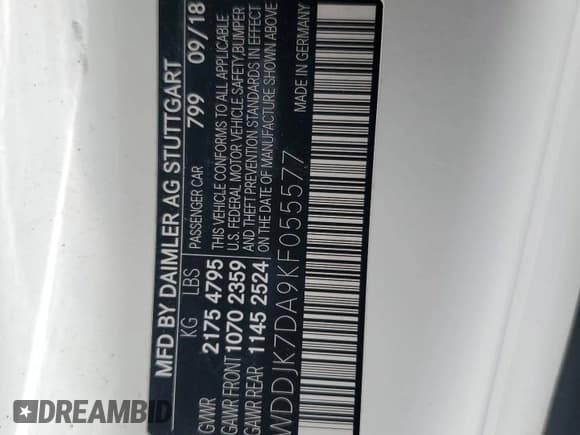 MFD BY DAIMLER AG STUTTGART
PASSENGER CAR 799 09/18
KG LBS
GVWR 2175 4795
GAWR FRONT 1070 2359
GAWR REAR 1145 2524
THIS VEHICLE CONFORMS TO ALL APPLICABLE
U.S. FEDERAL MOTOR VEHICLE SAFETY,BUMPER
AND THEFT PREVENTION STANDARDS IN EFFECT
ON THE DATE OF MANUFACTURE SHOWN ABOVE
WDDJK7DA9KF055577
MADE IN GERMANY
DREAMBID